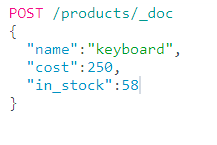 POST /products/_doc
{
"name":"keyboard",
"cost":250,
"in_stock":58
}